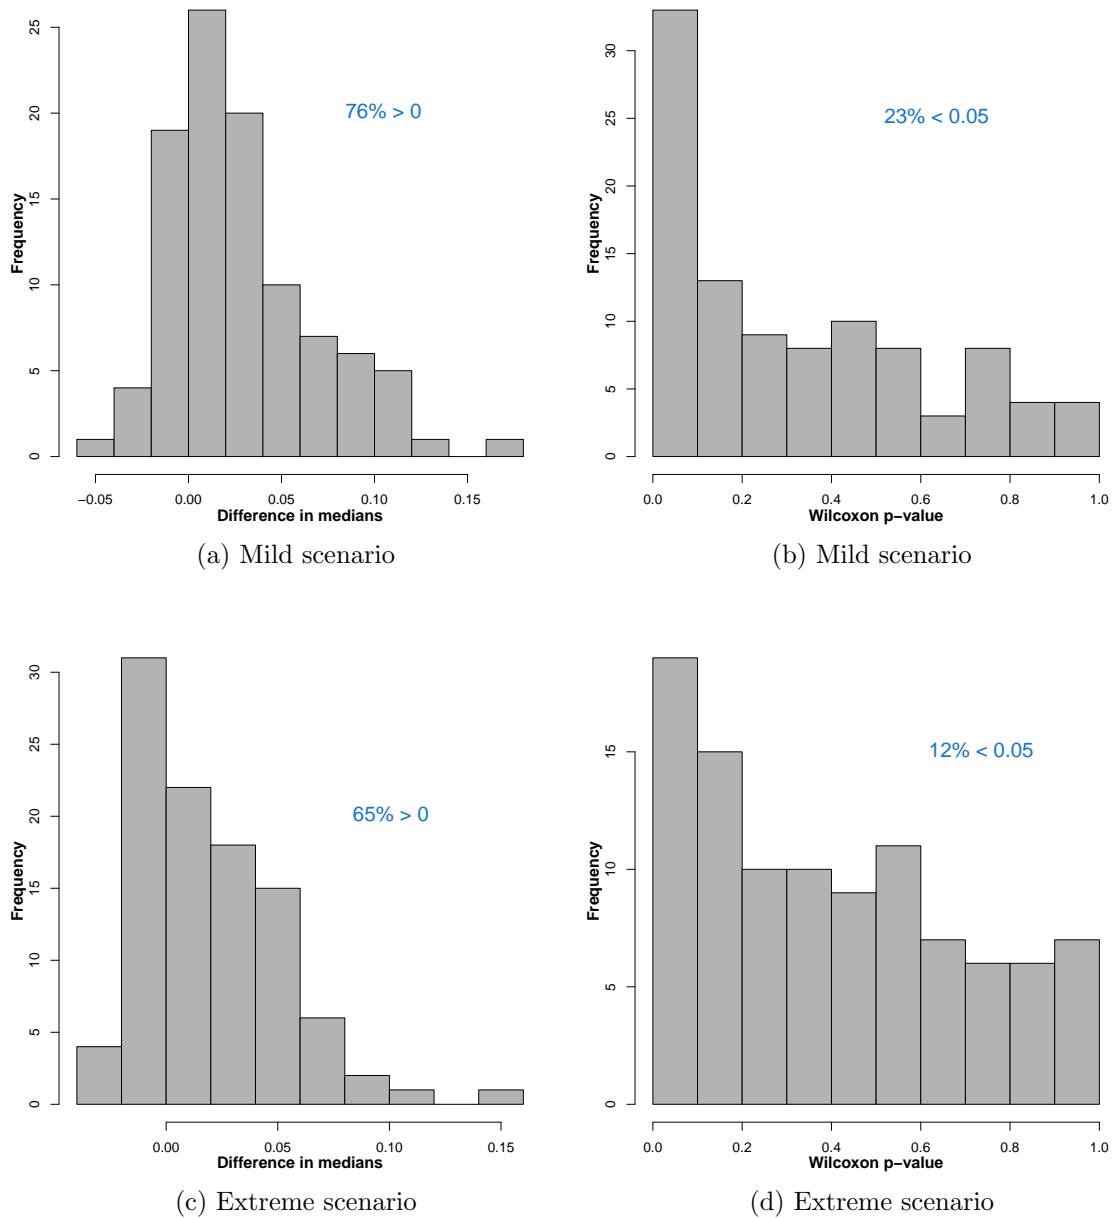 25
20
15
10
5
0
Frequency
76% > 0
−0.05
0.00
0.05
0.10
0.15
Difference in medians
(a) Mild scenario
30
25
20
15
10
5
0
Frequency
23% < 0.05
0.0
0.2
0.4
0.6
0.8
1.0
Wilcoxon p−value
(b) Mild scenario
30
25
20
15
10
5
0
Frequency
65% > 0
0.00
0.05
0.10
0.15
Difference in medians
(c) Extreme scenario
15
10
5
0
Frequency
12% < 0.05
0.0
0.2
0.4
0.6
0.8
1.0
Wilcoxon p−value
(d) Extreme scenario